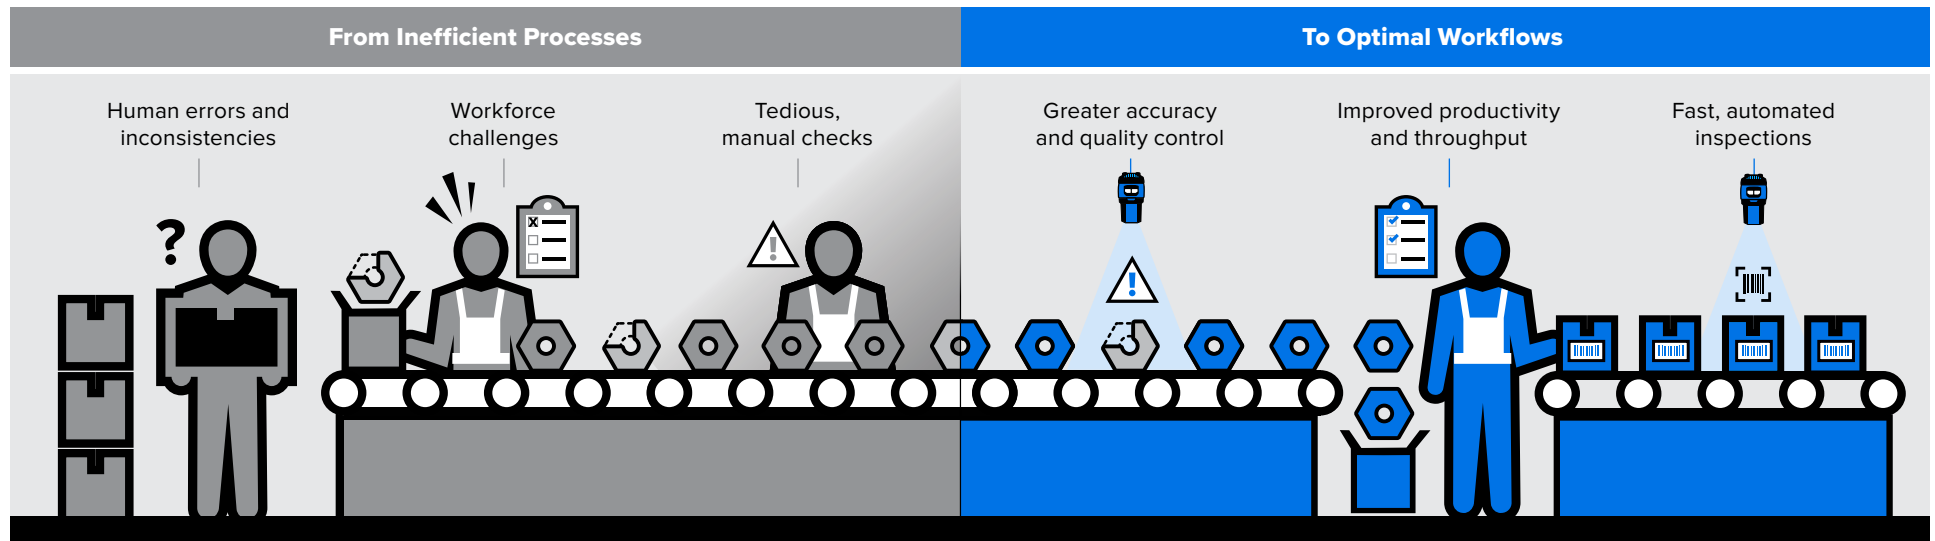 From Inefficient Processes
To Optimal Workflows
Human errors and
inconsistencies
Workforce
challenges
Tedious,
manual checks
Greater accuracy
and quality control
Improved productivity
and throughput
Fast, automated
inspections
?
!
!